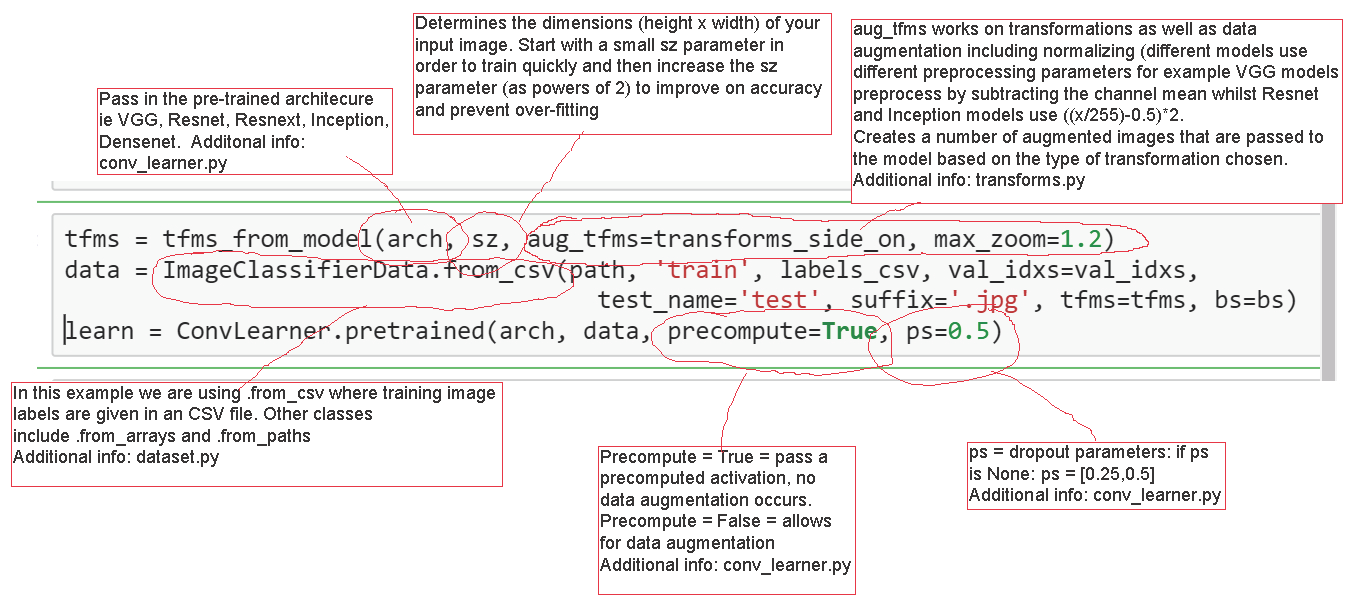 Determines the dimensions (height x width) of your
input image. Start with a small sz parameter in
order to train quickly and then increase the sz
parameter (as powers of 2) to improve on accuracy
and prevent over-fitting
aug_tfms works on transformations as well as data
augmentation including normalizing (different models use
different preprocessing parameters for example VGG models
preprocess by subtracting the channel mean whilst Resnet
and Inception models use ((x/255)-0.5)*2.
Creates a number of augmented images that are passed to
the model based on the type of transformation chosen.
Additional info: transforms.py
Pass in the pre-trained architecure
ie VGG, Resnet, Resnext, Inception,
Densenet.  Additonal info:
conv_learner.py
tfms = tfms_from_model(arch, sz, aug_tfms=transforms_side_on, max_zoom=1.2)
data = ImageClassifierData.from_csv(path, 'train', labels_csv, val_idxs=val_idxs,
test_name='test', suffix='.jpg', tfms=tfms, bs=bs)
learn = ConvLearner.pretrained(arch, data, precompute=True, ps=0.5)
In this example we are using .from_csv where training image
labels are given in an CSV file. Other classes
include .from_arrays and .from_paths
Additional info: dataset.py
Precompute = True = pass a
precomputed activation, no
data augmentation occurs.
Precompute = False = allows
for data augmentation
Additional info: conv_learner.py
ps = dropout parameters: if ps
is None: ps = [0.25,0.5]
Additional info: conv_learner.py